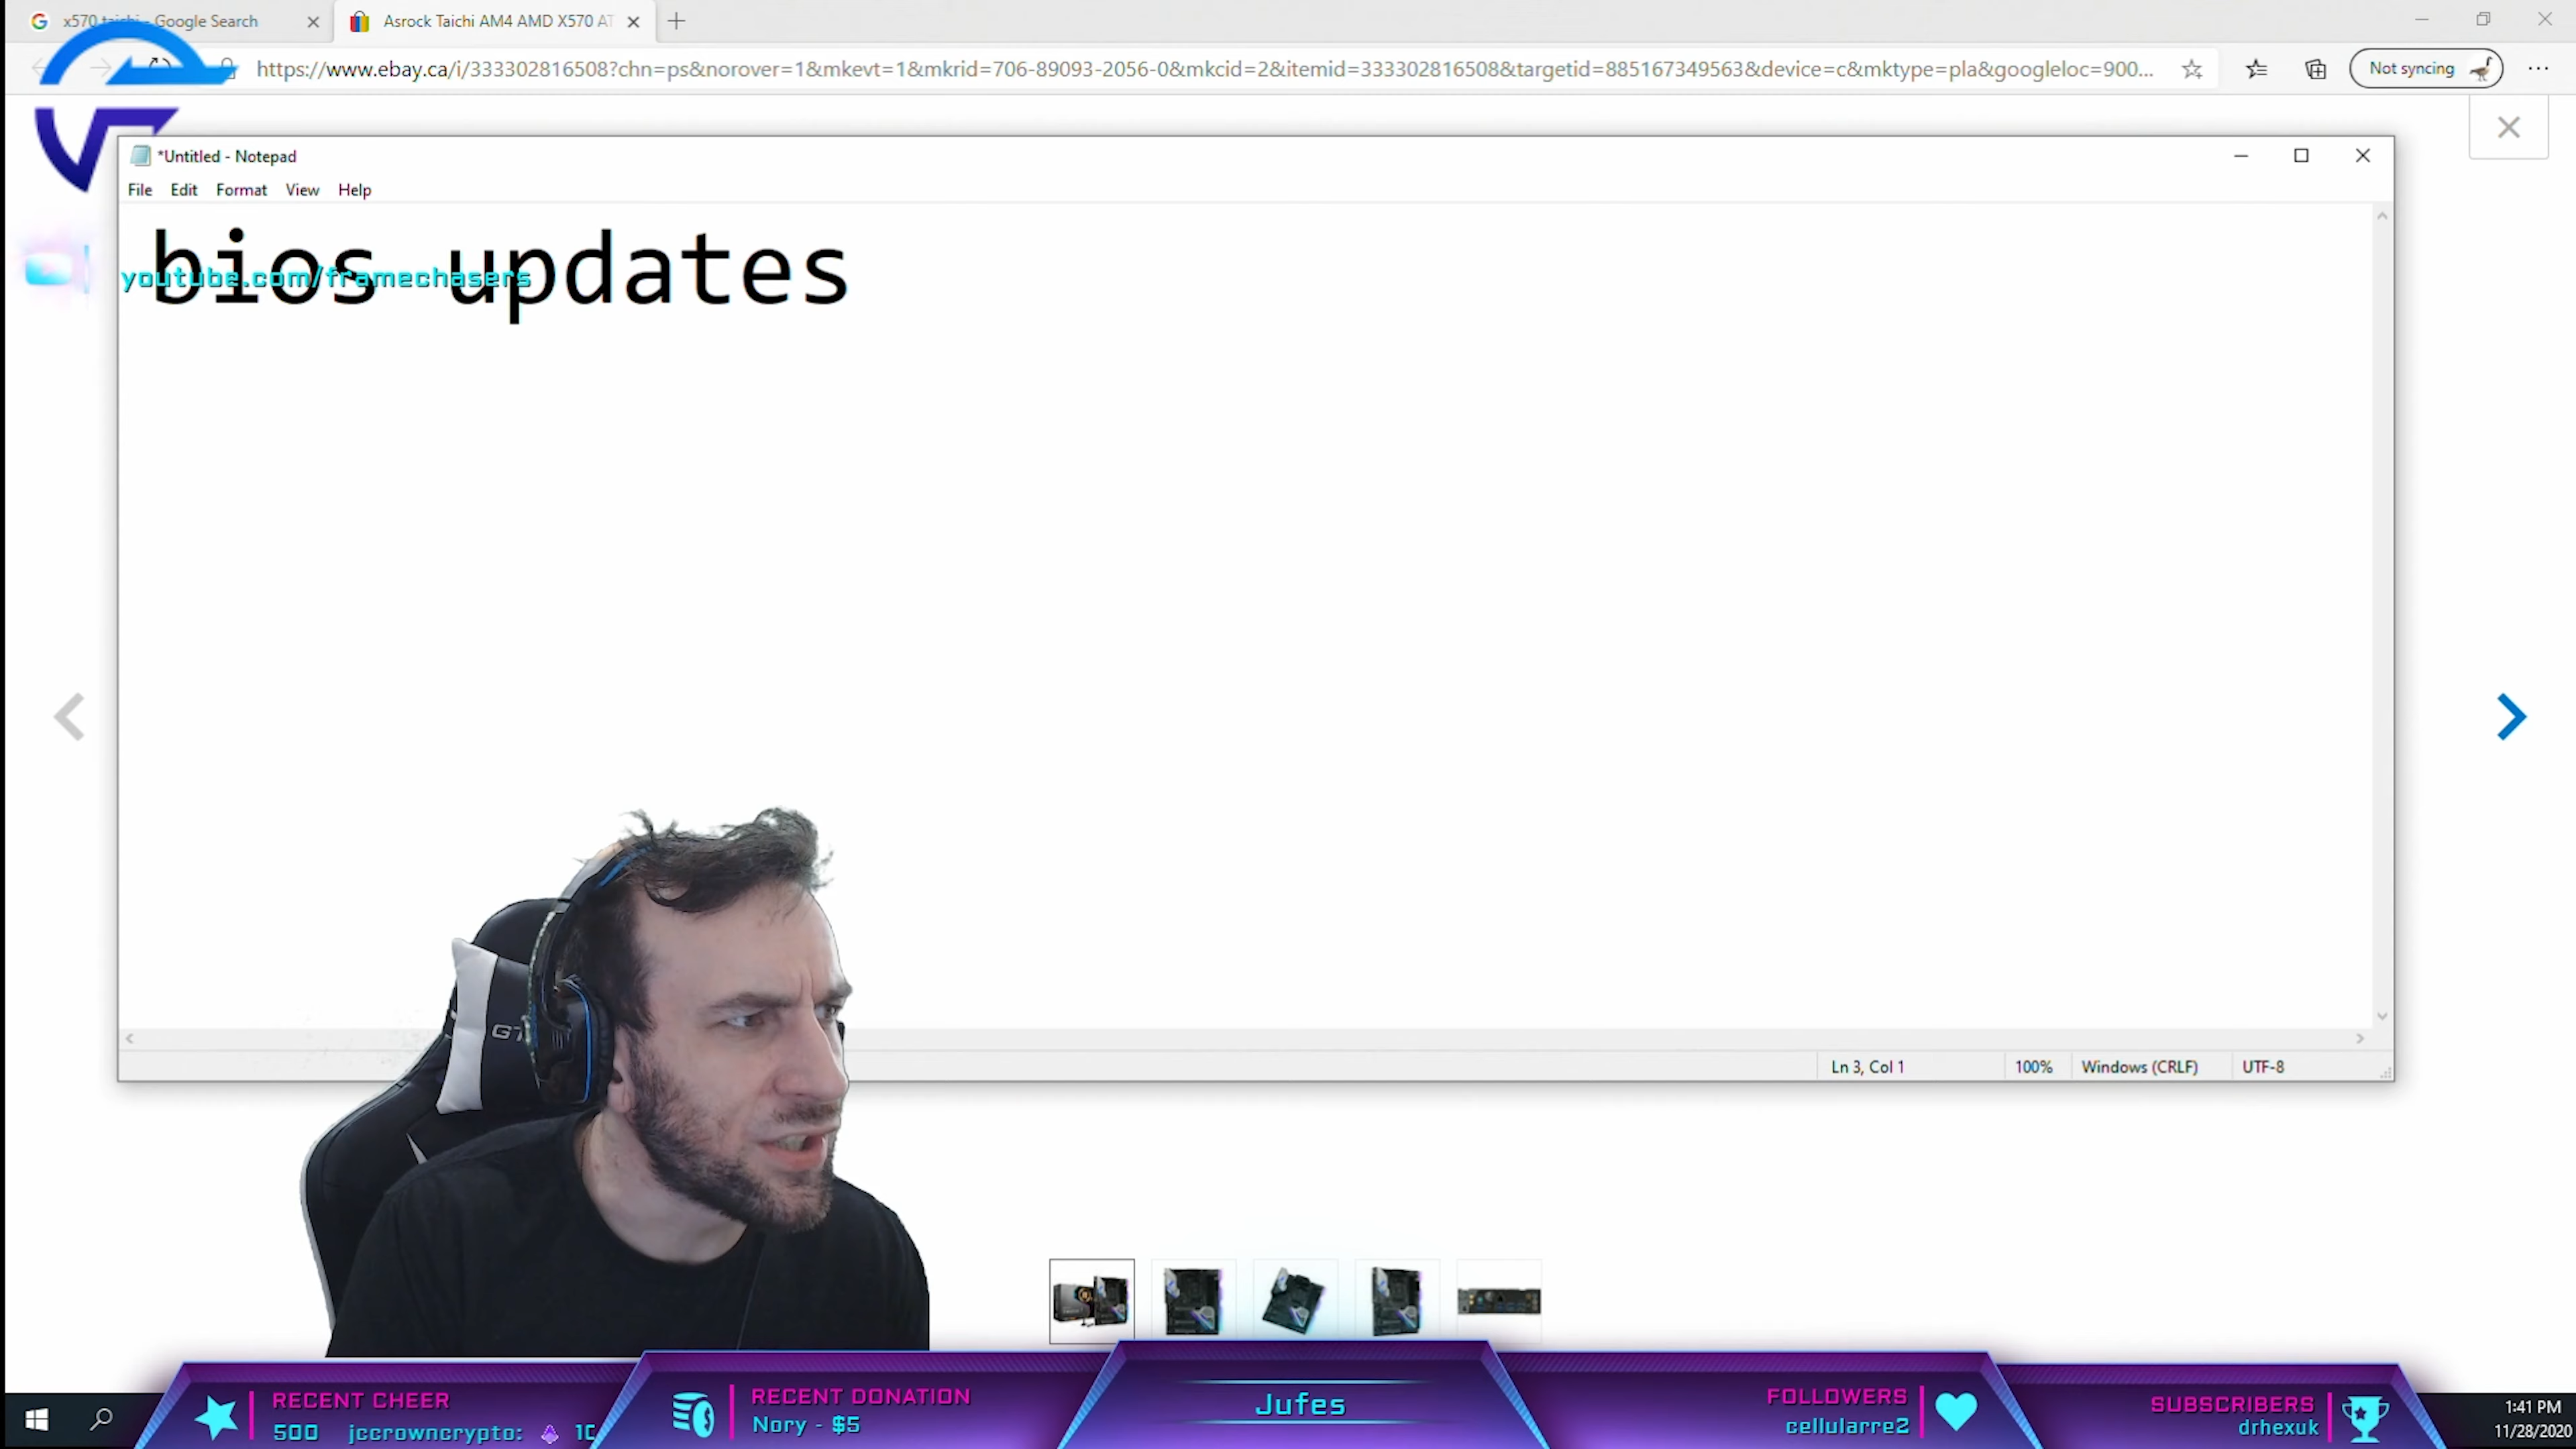 x570 taichi - Google Search
Asrock Taichi AM4 AMD X570 AT
https://www.ebay.ca/i/333302816508?chn=ps&norover=1&mkevt=1&mkrid=706-89093-2056-0&mkcid=2&itemid=333302816508&targetid=885167349563&device=c&mktype=pla&googleloc=900...
Not syncing
*Untitled - Notepad
File Edit Format View Help
bios updates
youtube.com/framechasers
Ln 3, Col 1
100%
Windows (CRLF)
UTF-8
RECENT CHEER
500 jccrowncrypto:
RECENT DONATION
Nory - $5
Jufes
FOLLOWERS
cellularre2
SUBSCRIBERS
drhexuk
1:41 PM
11/28/2020